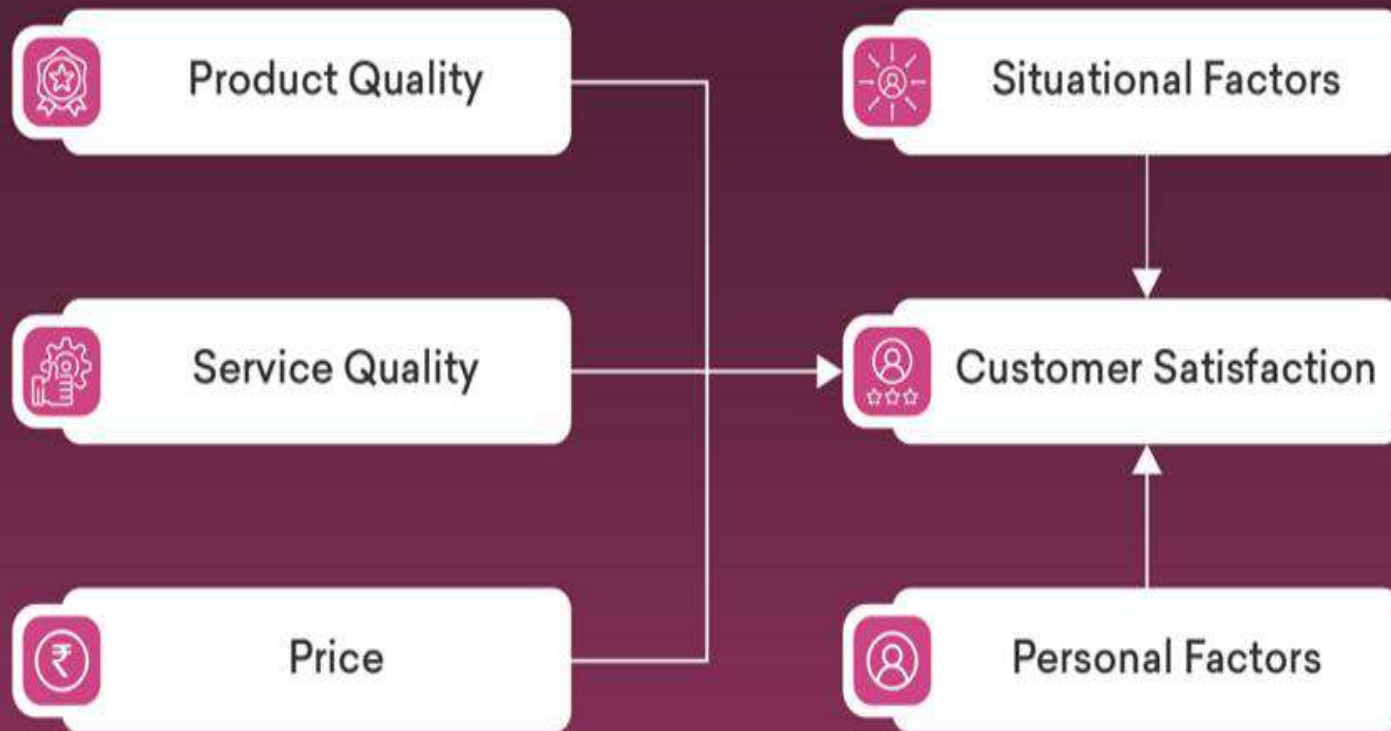 Product Quality
Situational Factors
Service Quality
Customer Satisfaction
₹
Price
Personal Factors